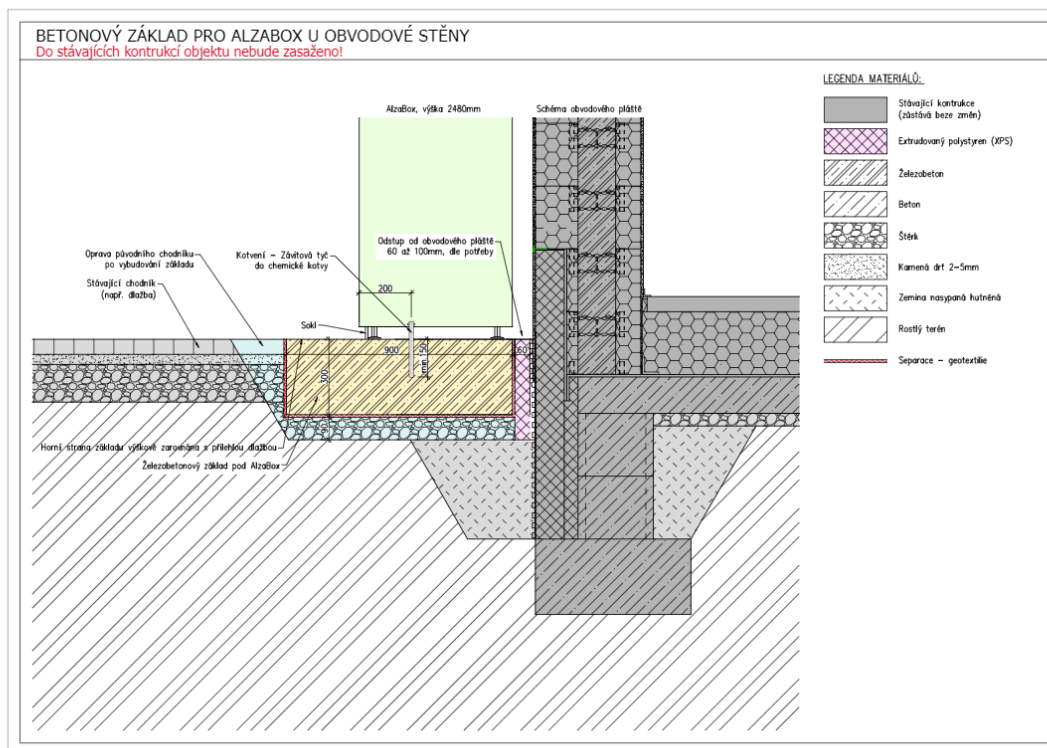 BETONOVÝ ZÁKLAD PRO ALZABOX U OBVODOVÉ STĚNY
Do stávajících kontrukcí objektu nebude zasaženo!
AlzaBox, výška 2480mm
Schéma obvodového pláště
Oprava původního chodníku
po vybudování základu
Stávající chodník
(např. dlažba)
Kotvení – Závitová tyč
do chemické kotvy
Odstup od obvodového pláště
60 až 100mm, dle potřeby
200
Sokl
900
60
min.150
300
90
Horní strana základu výškově zarovnána s přilehlou dlažbou
Železobetonový základ pod AlzaBox
LEGENDA MATERIÁLŮ:
Stávající kontrukce
(zůstává beze změn)
Extrudovaný polystyren (XPS)
Železobeton
Beton
Štěrk
Kamená drť 2–5mm
Zemina nasypaná hutněná
Rostlý terén
Separace – geotextilie